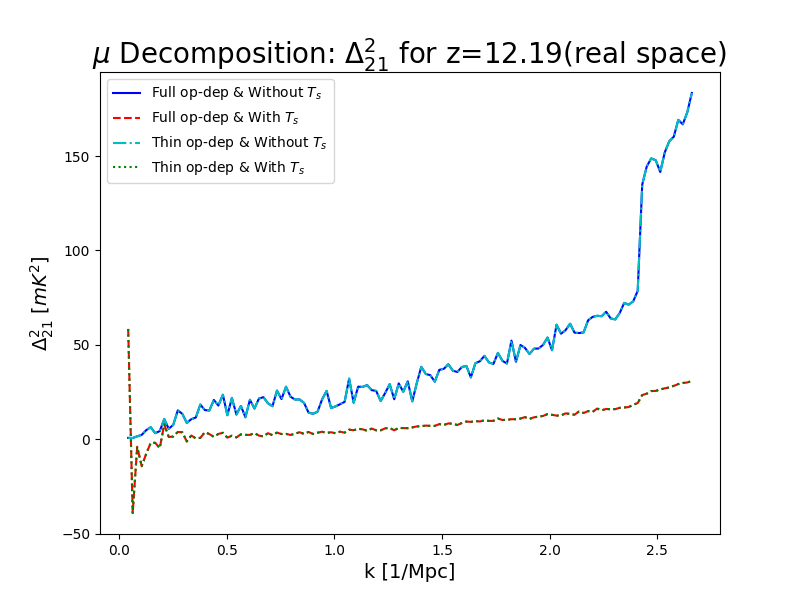 μ Decomposition: Δ²₂₁ for z=12.19(real space)
Full op-dep & Without Tₛ
Full op-dep & With Tₛ
Thin op-dep & Without Tₛ
Thin op-dep & With Tₛ
150
100
50
0
−50
Δ²₂₁ [mK²]
0.0 0.5 1.0 1.5 2.0 2.5
k [1/Mpc]